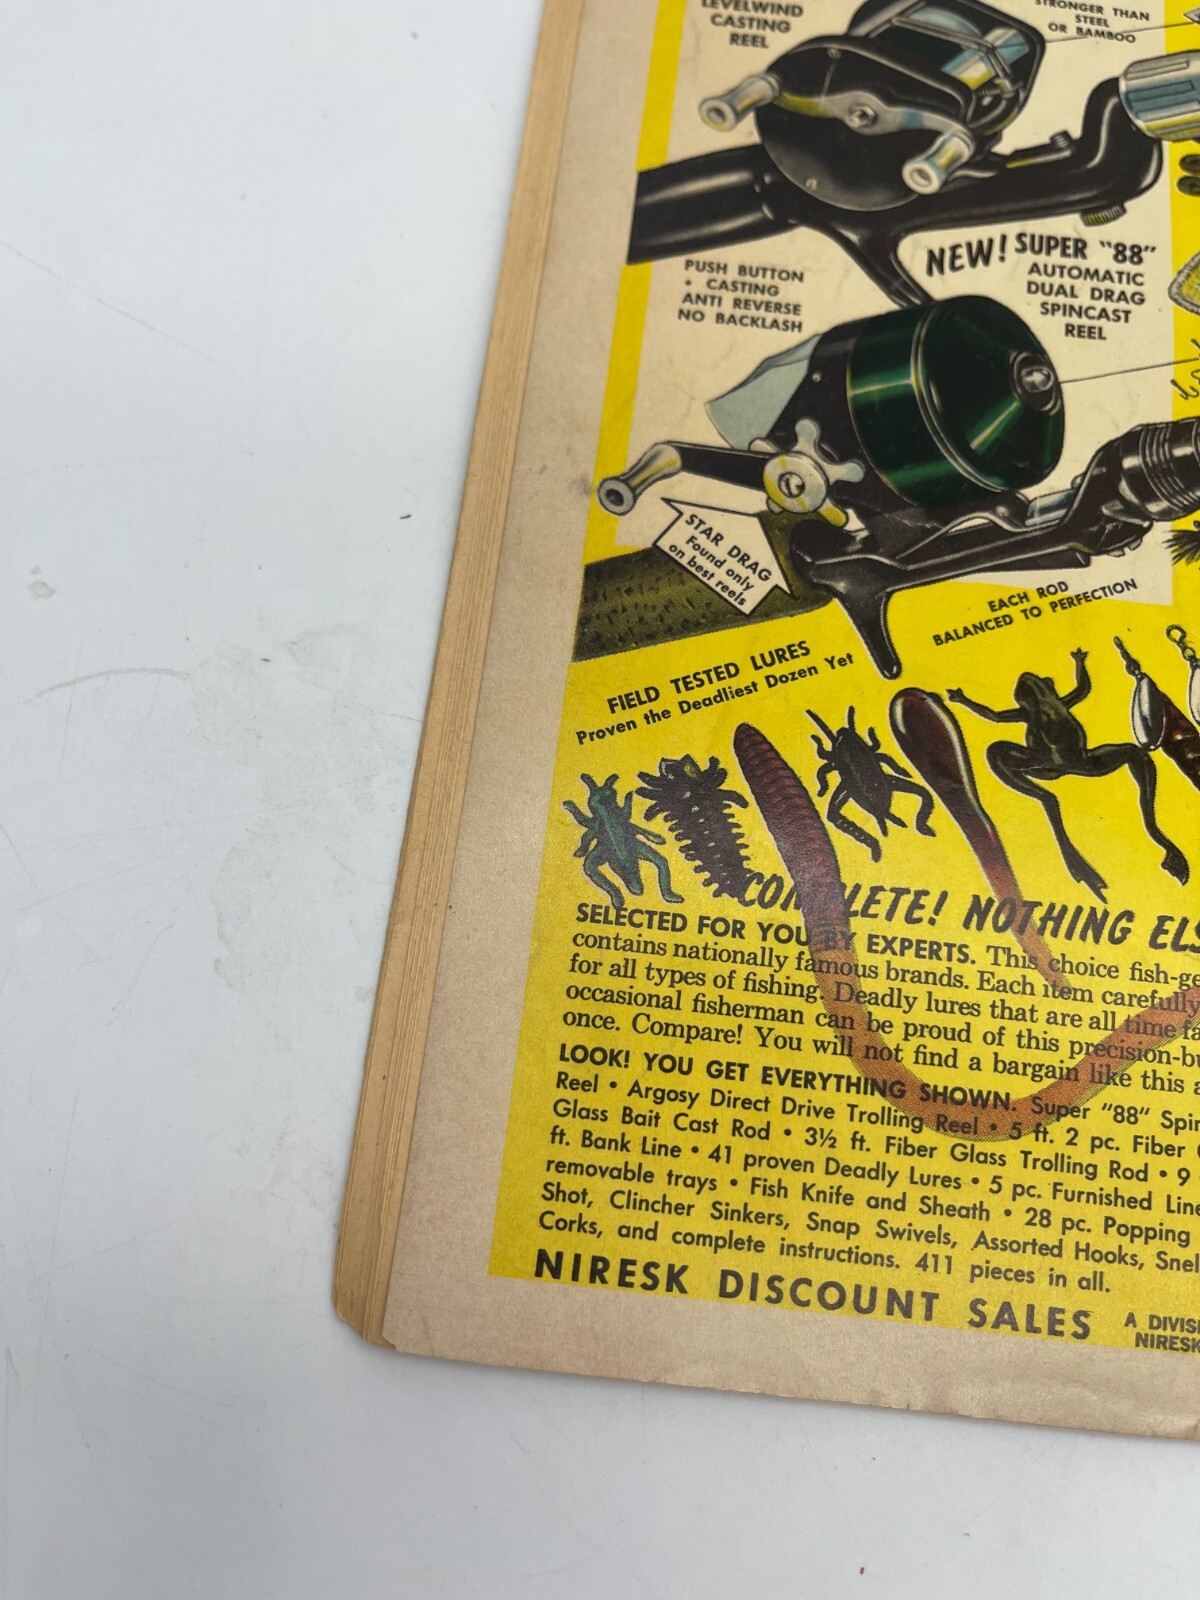 LEVELWIND
CASTING
REEL
STRONGER THAN
STEEL
OR BAMBOO
PUSH BUTTON
• CASTING
ANTI REVERSE
NO BACKLASH
NEW! SUPER "88"
AUTOMATIC
DUAL DRAG
SPINCAST
REEL
STAR DRAG
Found only
on best reels
EACH ROD
BALANCED TO PERFECTION
FIELD TESTED LURES
Proven the Deadliest Dozen Yet
COMPLETE! NOTHING ELS
SELECTED FOR YOU BY EXPERTS. This choice fish-ge
contains nationally famous brands. Each item carefully
for all types of fishing. Deadly lures that are all time fa
occasional fisherman can be proud of this precision-bu
once. Compare! You will not find a bargain like this a
LOOK! YOU GET EVERYTHING SHOWN. Super "88" Spin
Reel • Argosy Direct Drive Trolling Reel • 5 ft. 2 pc. Fiber
Glass Bait Cast Rod • 3½ ft. Fiber Glass Trolling Rod • 9
ft. Bank Line • 41 proven Deadly Lures • 5 pc. Furnished Line
removable trays • Fish Knife and Sheath • 28 pc. Popping
Shot, Clincher Sinkers, Snap Swivels, Assorted Hooks, Snel
Corks, and complete instructions. 411 pieces in all.
NIRESK DISCOUNT SALES A DIVIS
NIRESK